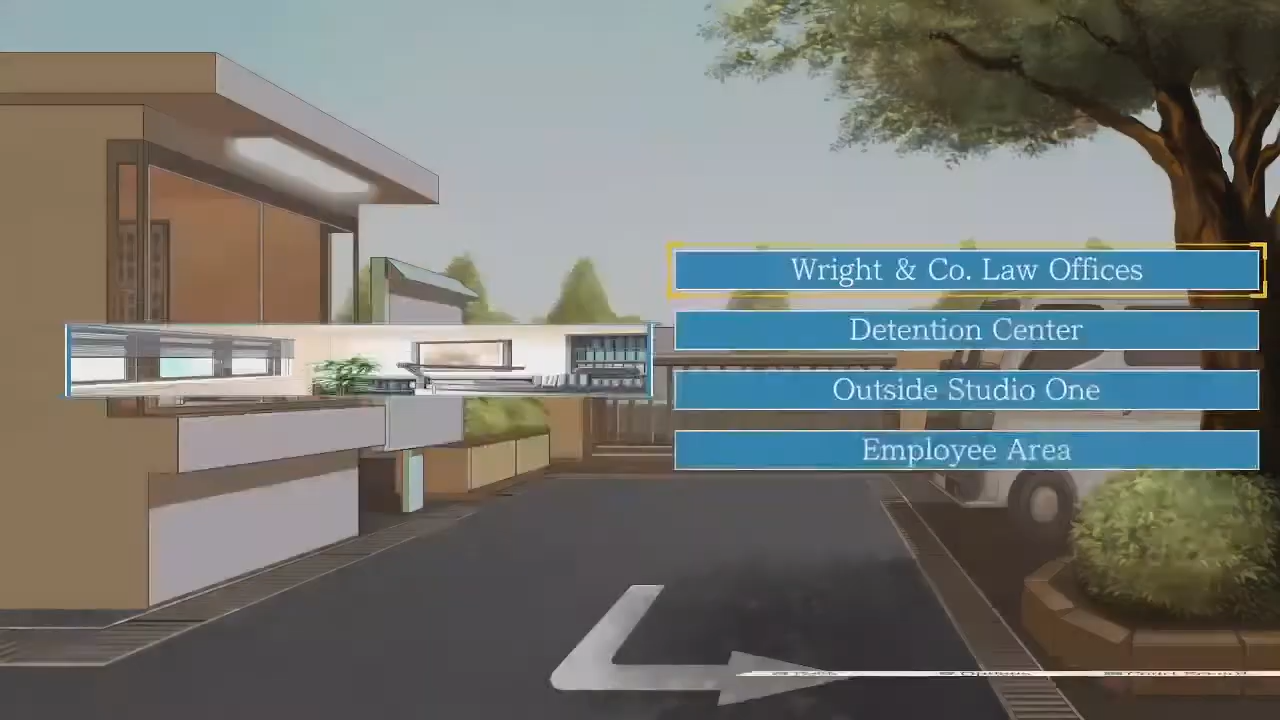 Wright & Co. Law Offices
Detention Center
Outside Studio One
Employee Area